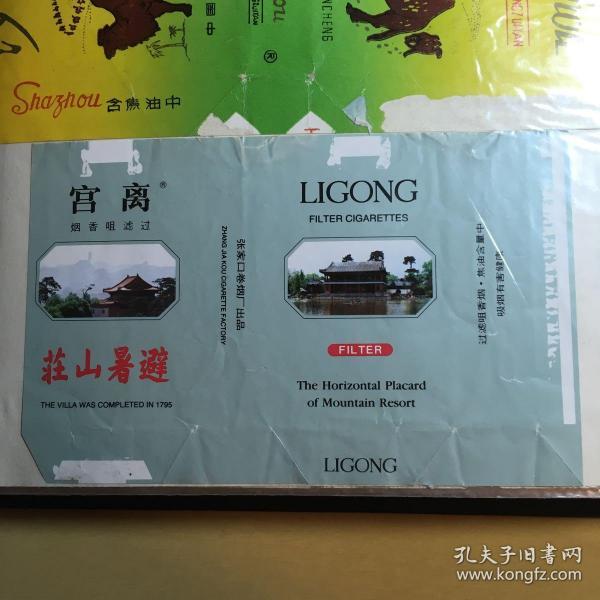 中國
Shazhou
含焦油中
宫离®
烟香咀滤过
荘山暑避
THE VILLA WAS COMPLETED IN 1795
张家口卷烟厂出品
ZHANG JIA KOU CIGARETTE FACTORY
LIGONG
FILTER CIGARETTES
FILTER
The Horizontal Placard
of Mountain Resort
LIGONG
过滤咀香烟·焦油含量中
吸烟有害健康
孔夫子旧书网
www.kongfz.com